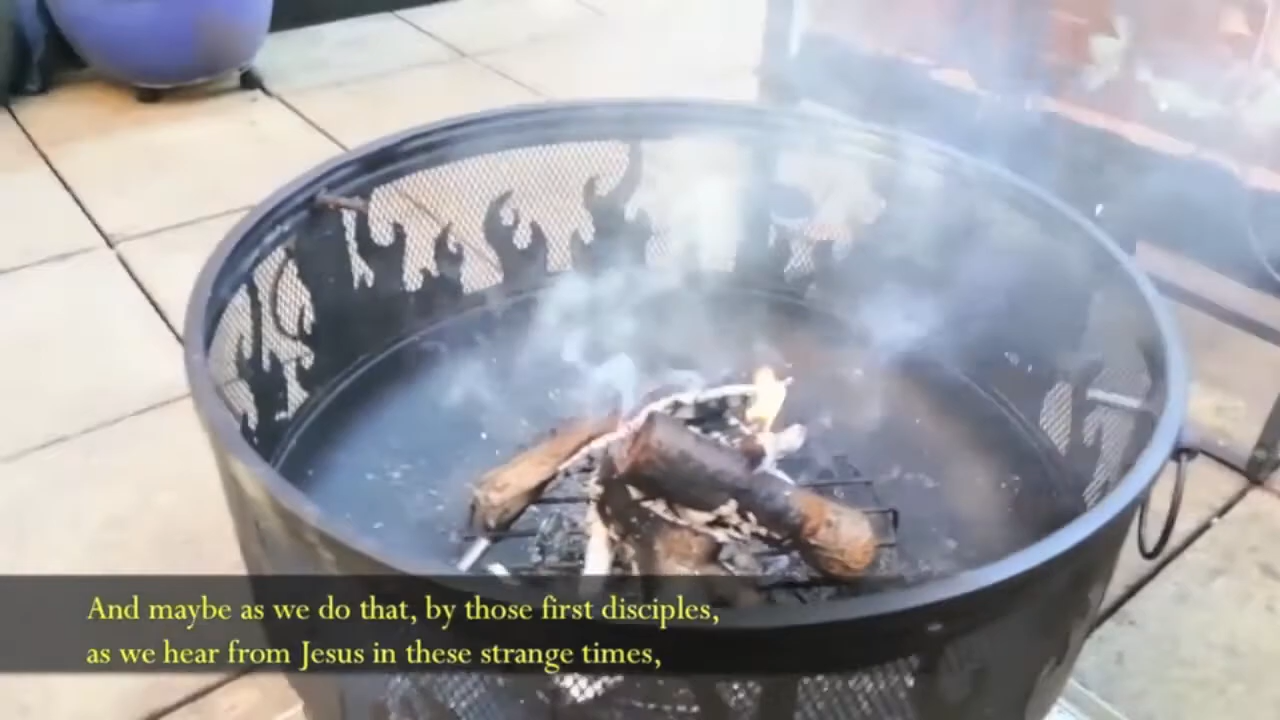 And maybe as we do that, by those first disciples,
as we hear from Jesus in these strange times,